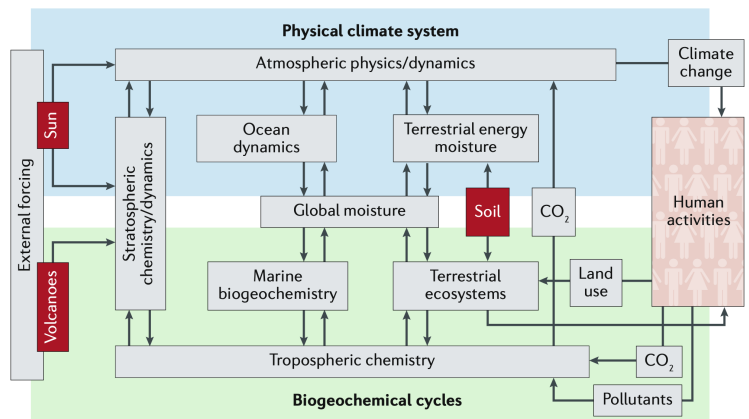 Physical climate system
Atmospheric physics/dynamics
Climate
change
Sun
External forcing
Stratospheric
chemistry/dynamics
Ocean
dynamics
Terrestrial energy
moisture
Global moisture
Soil
CO₂
Human
activities
Volcanoes
Marine
biogeochemistry
Terrestrial
ecosystems
Land
use
Tropospheric chemistry
CO₂
Pollutants
Biogeochemical cycles